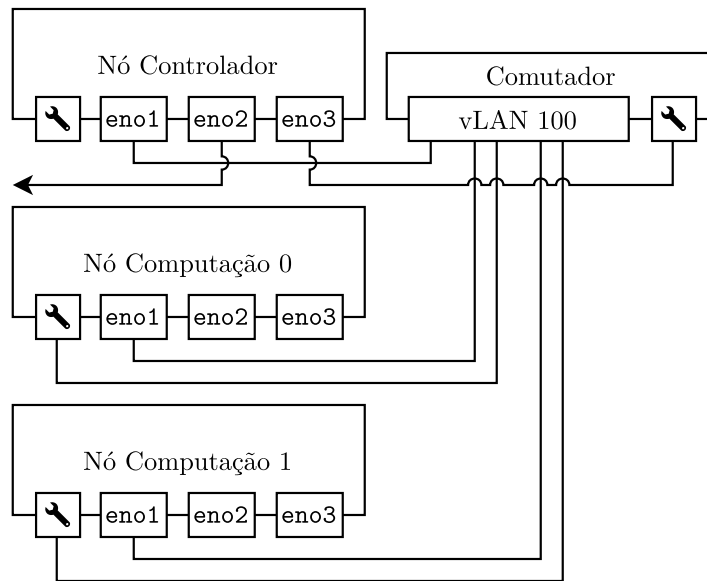 Nó Controlador
eno1 eno2 eno3
Comutador
vLAN 100
Nó Computação 0
eno1 eno2 eno3
Nó Computação 1
eno1 eno2 eno3